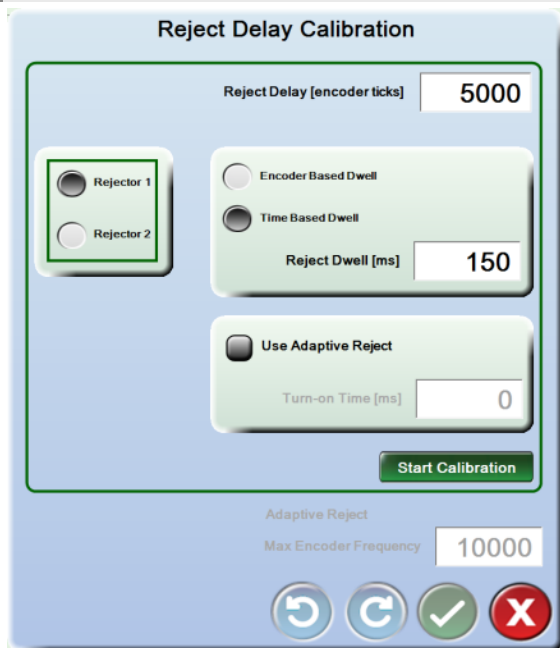 Reject Delay Calibration
Reject Delay [encoder ticks] 5000
Rejector 1
Rejector 2
Encoder Based Dwell
Time Based Dwell
Reject Dwell [ms] 150
Use Adaptive Reject
Turn-on Time [ms] 0
Start Calibration
Adaptive Reject
Max Encoder Frequency 10000